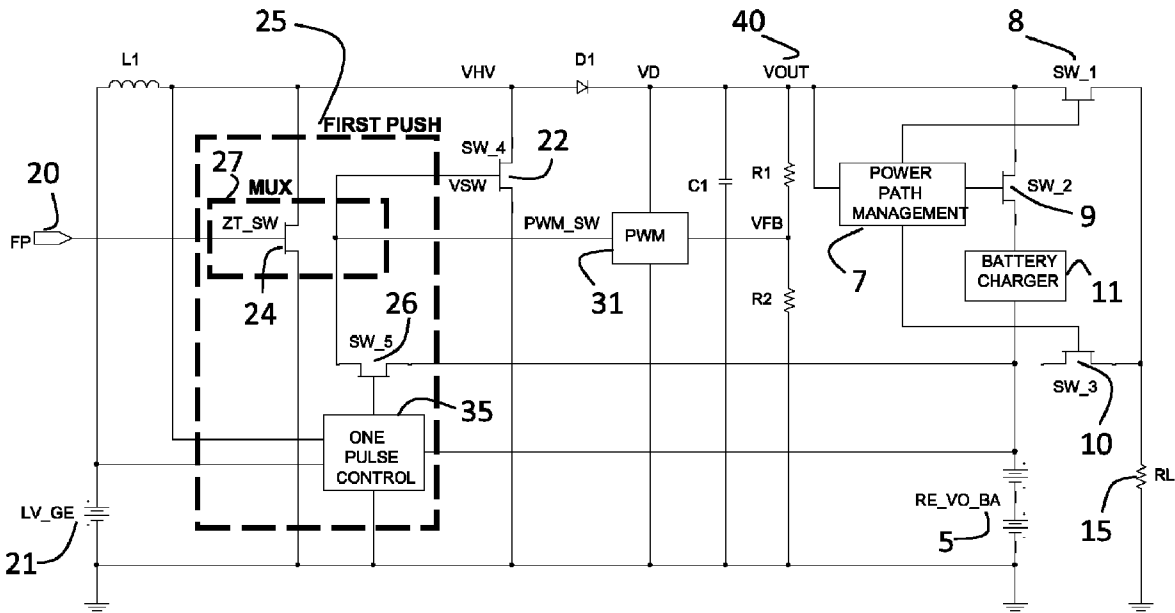 25
40
8
L1
VHV
D1
VD
VOUT
SW_1
FIRST PUSH
27
SW_4
22
20
MUX
VSW
C1
R1
POWER
PATH
MANAGEMENT
SW_2
9
FP
ZT_SW
PWM_SW
PWM
VFB
7
24
31
BATTERY
CHARGER
11
26
R2
SW_5
35
SW_3
10
ONE
PULSE
CONTROL
LV_GE
21
RE_VO_BA
5
RL
15